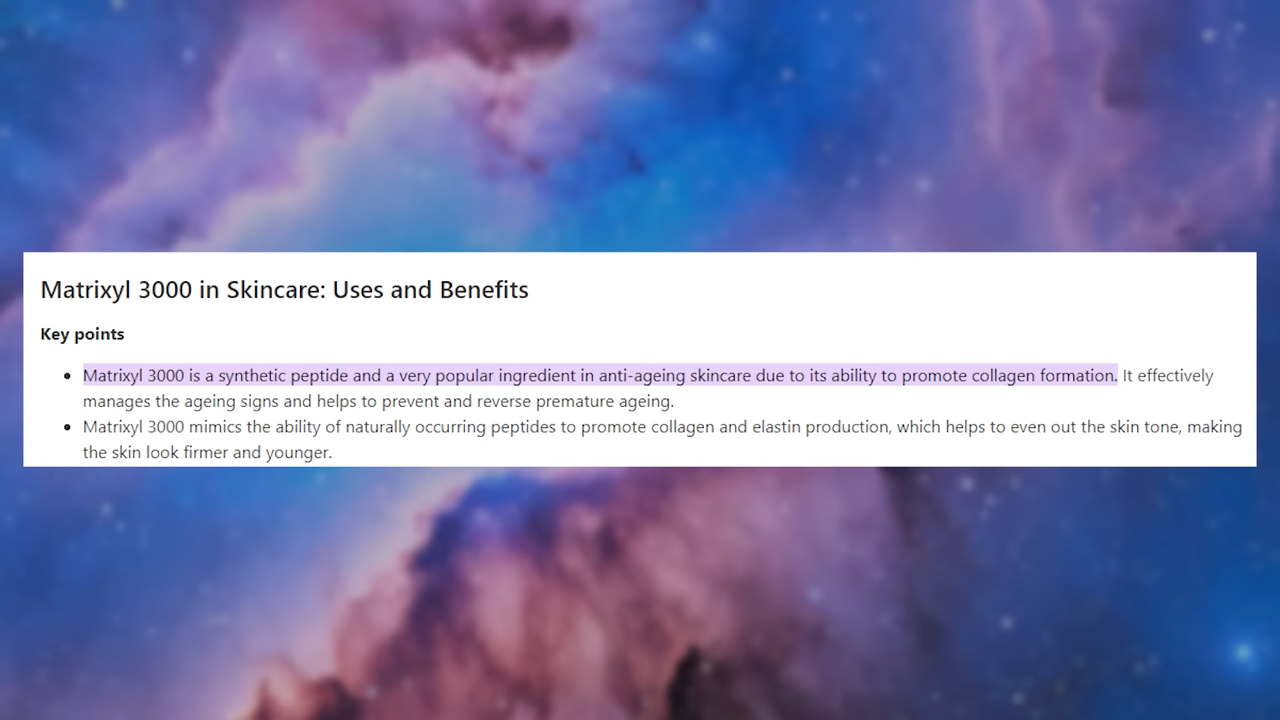 Matrixyl 3000 in Skincare: Uses and Benefits
Key points
Matrixyl 3000 is a synthetic peptide and a very popular ingredient in anti-ageing skincare due to its ability to promote collagen formation. It effectively
manages the ageing signs and helps to prevent and reverse premature ageing.
Matrixyl 3000 mimics the ability of naturally occurring peptides to promote collagen and elastin production, which helps to even out the skin tone, making
the skin look firmer and younger.